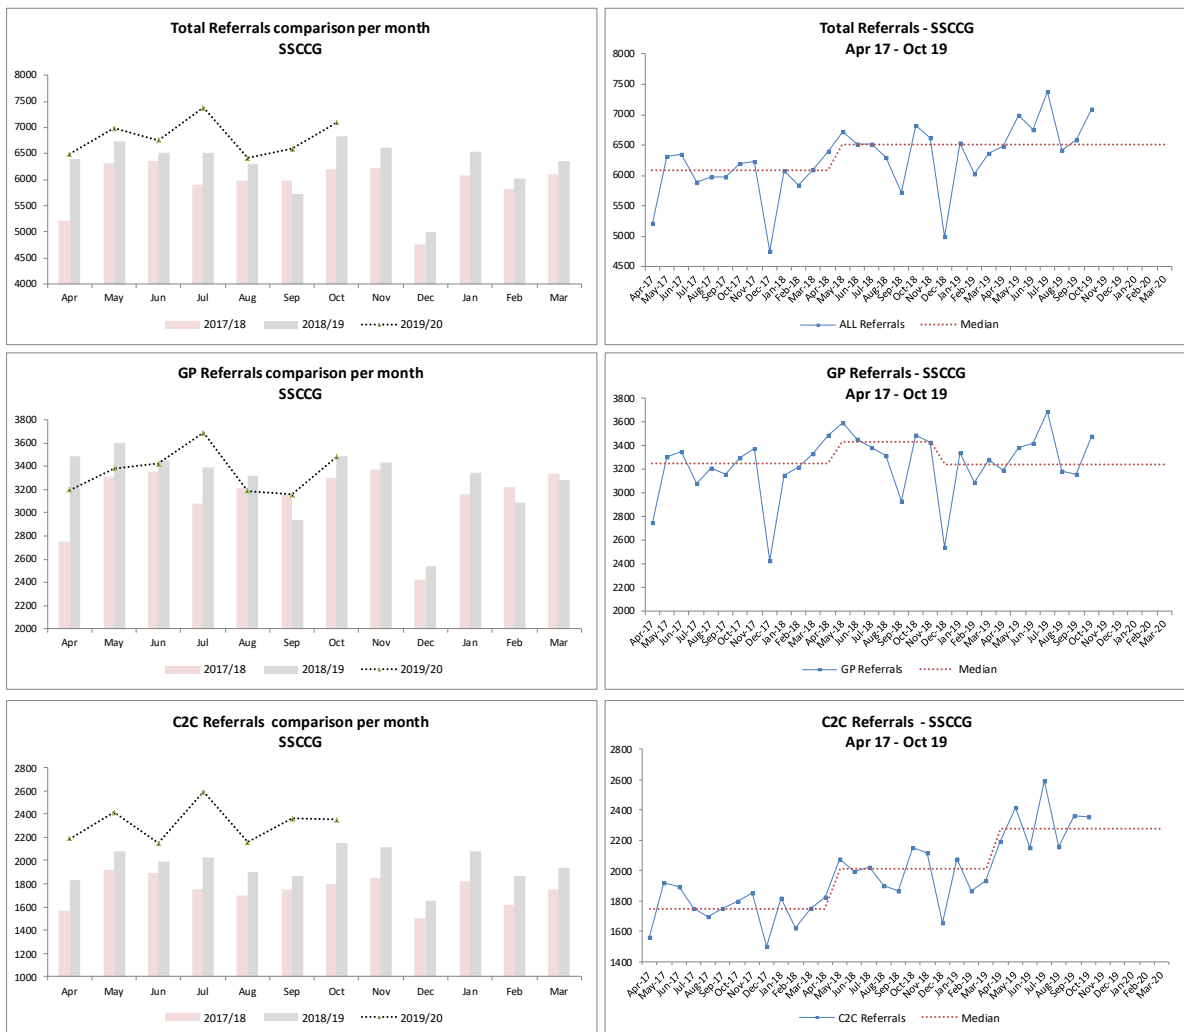 Total Referrals comparison per month
SSCCG
8000
7500
7000
6500
6000
5500
5000
4500
4000
Apr May Jun Jul Aug Sep Oct Nov Dec Jan Feb Mar
2017/18 2018/19 2019/20
Total Referrals - SSCCG
Apr 17 - Oct 19
8000
7500
7000
6500
6000
5500
5000
4500
Apr-17 May-17 Jun-17 Jul-17 Aug-17 Sep-17 Oct-17 Nov-17 Dec-17 Jan-18 Feb-18 Mar-18 Apr-18 May-18 Jun-18 Jul-18 Aug-18 Sep-18 Oct-18 Nov-18 Dec-18 Jan-19 Feb-19 Mar-19 Apr-19 May-19 Jun-19 Jul-19 Aug-19 Sep-19 Oct-19 Nov-19 Dec-19 Jan-20 Feb-20 Mar-20
ALL Referrals Median
GP Referrals comparison per month
SSCCG
3800
3600
3400
3200
3000
2800
2600
2400
2200
2000
Apr May Jun Jul Aug Sep Oct Nov Dec Jan Feb Mar
2017/18 2018/19 2019/20
GP Referrals - SSCCG
Apr 17 - Oct 19
3800
3600
3400
3200
3000
2800
2600
2400
2200
2000
Apr-17 May-17 Jun-17 Jul-17 Aug-17 Sep-17 Oct-17 Nov-17 Dec-17 Jan-18 Feb-18 Mar-18 Apr-18 May-18 Jun-18 Jul-18 Aug-18 Sep-18 Oct-18 Nov-18 Dec-18 Jan-19 Feb-19 Mar-19 Apr-19 May-19 Jun-19 Jul-19 Aug-19 Sep-19 Oct-19 Nov-19 Dec-19 Jan-20 Feb-20 Mar-20
GP Referrals Median
C2C Referrals comparison per month
SSCCG
2800
2600
2400
2200
2000
1800
1600
1400
1200
1000
Apr May Jun Jul Aug Sep Oct Nov Dec Jan Feb Mar
2017/18 2018/19 2019/20
C2C Referrals - SSCCG
Apr 17 - Oct 19
2800
2600
2400
2200
2000
1800
1600
1400
Apr-17 May-17 Jun-17 Jul-17 Aug-17 Sep-17 Oct-17 Nov-17 Dec-17 Jan-18 Feb-18 Mar-18 Apr-18 May-18 Jun-18 Jul-18 Aug-18 Sep-18 Oct-18 Nov-18 Dec-18 Jan-19 Feb-19 Mar-19 Apr-19 May-19 Jun-19 Jul-19 Aug-19 Sep-19 Oct-19 Nov-19 Dec-19 Jan-20 Feb-20 Mar-20
C2C Referrals Median